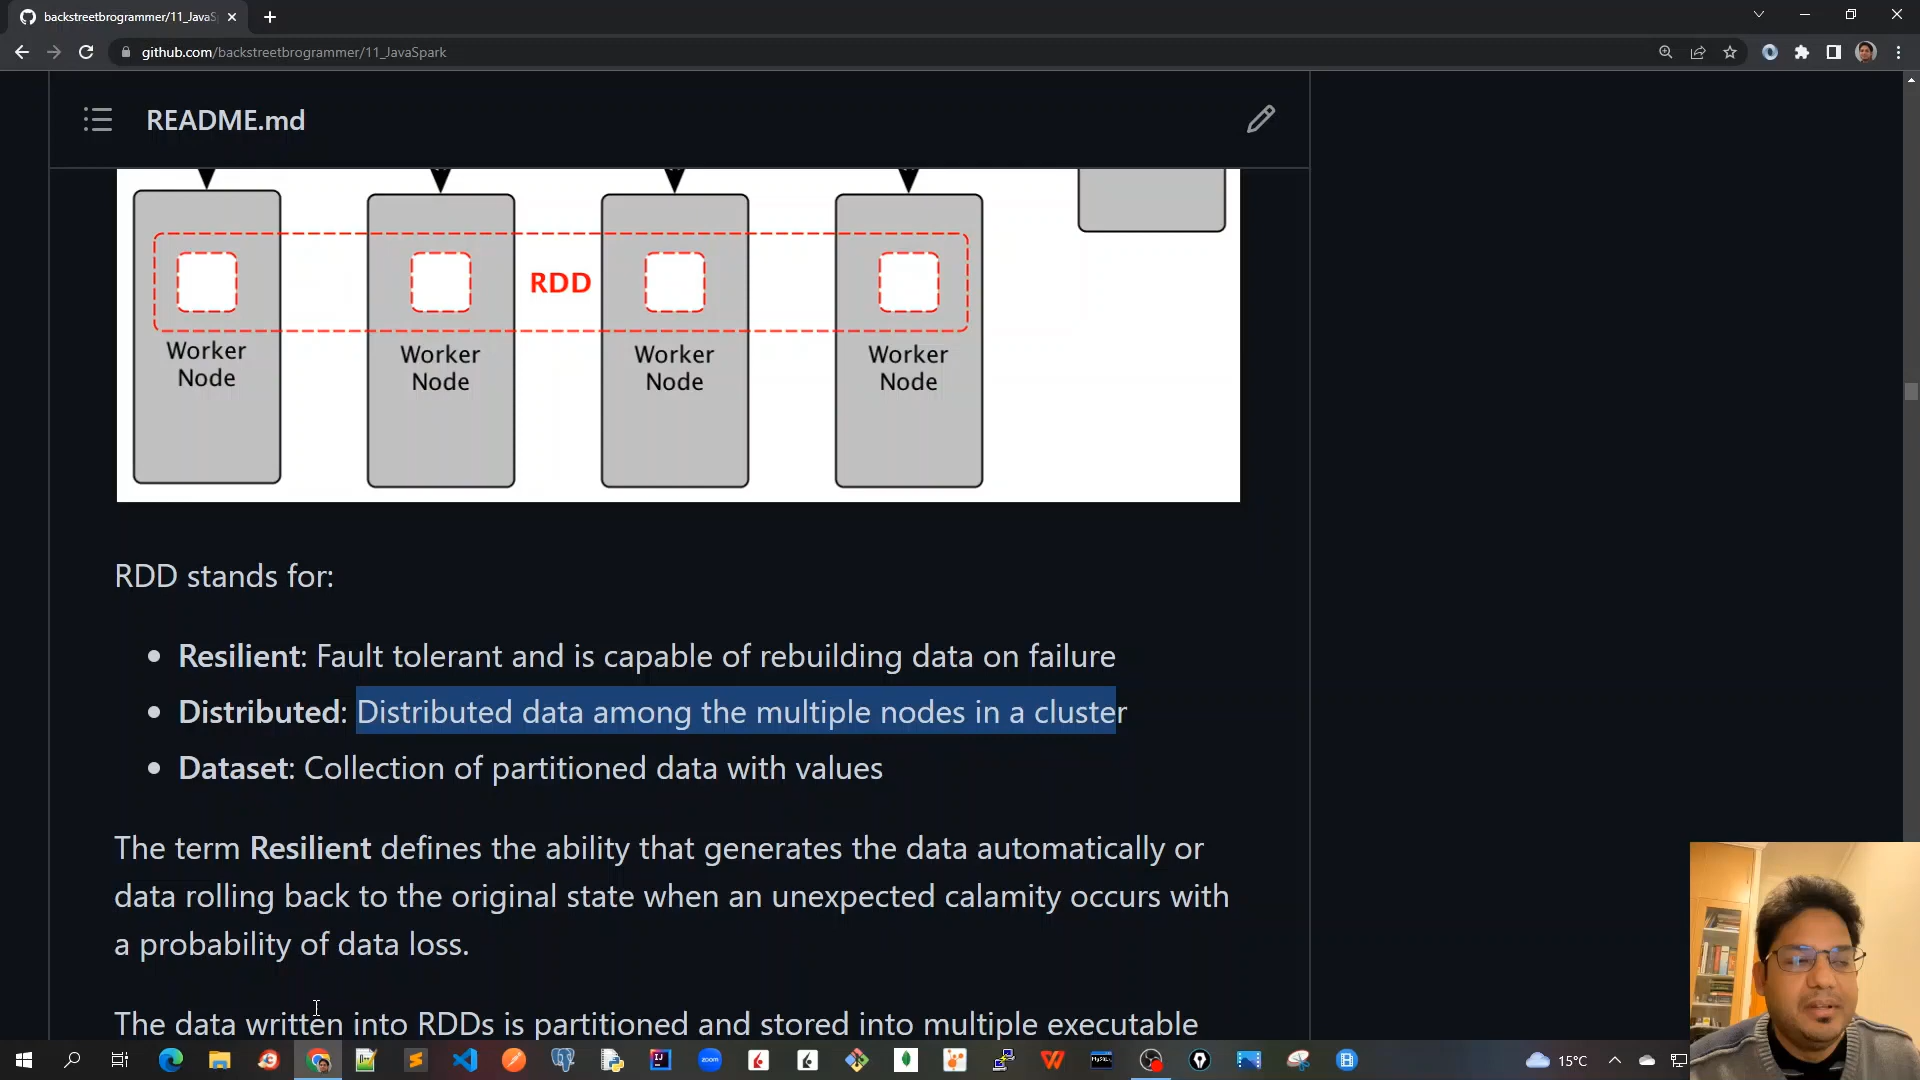 backstreetbrogrammer/11_JavaS
github.com/backstreetbrogrammer/11_JavaSpark
README.md
RDD
Worker Node
Worker Node
Worker Node
Worker Node
RDD stands for:
Resilient: Fault tolerant and is capable of rebuilding data on failure
Distributed: Distributed data among the multiple nodes in a cluster
Dataset: Collection of partitioned data with values
The term Resilient defines the ability that generates the data automatically or
data rolling back to the original state when an unexpected calamity occurs with
a probability of data loss.
The data written into RDDs is partitioned and stored into multiple executable
zoom
15°C